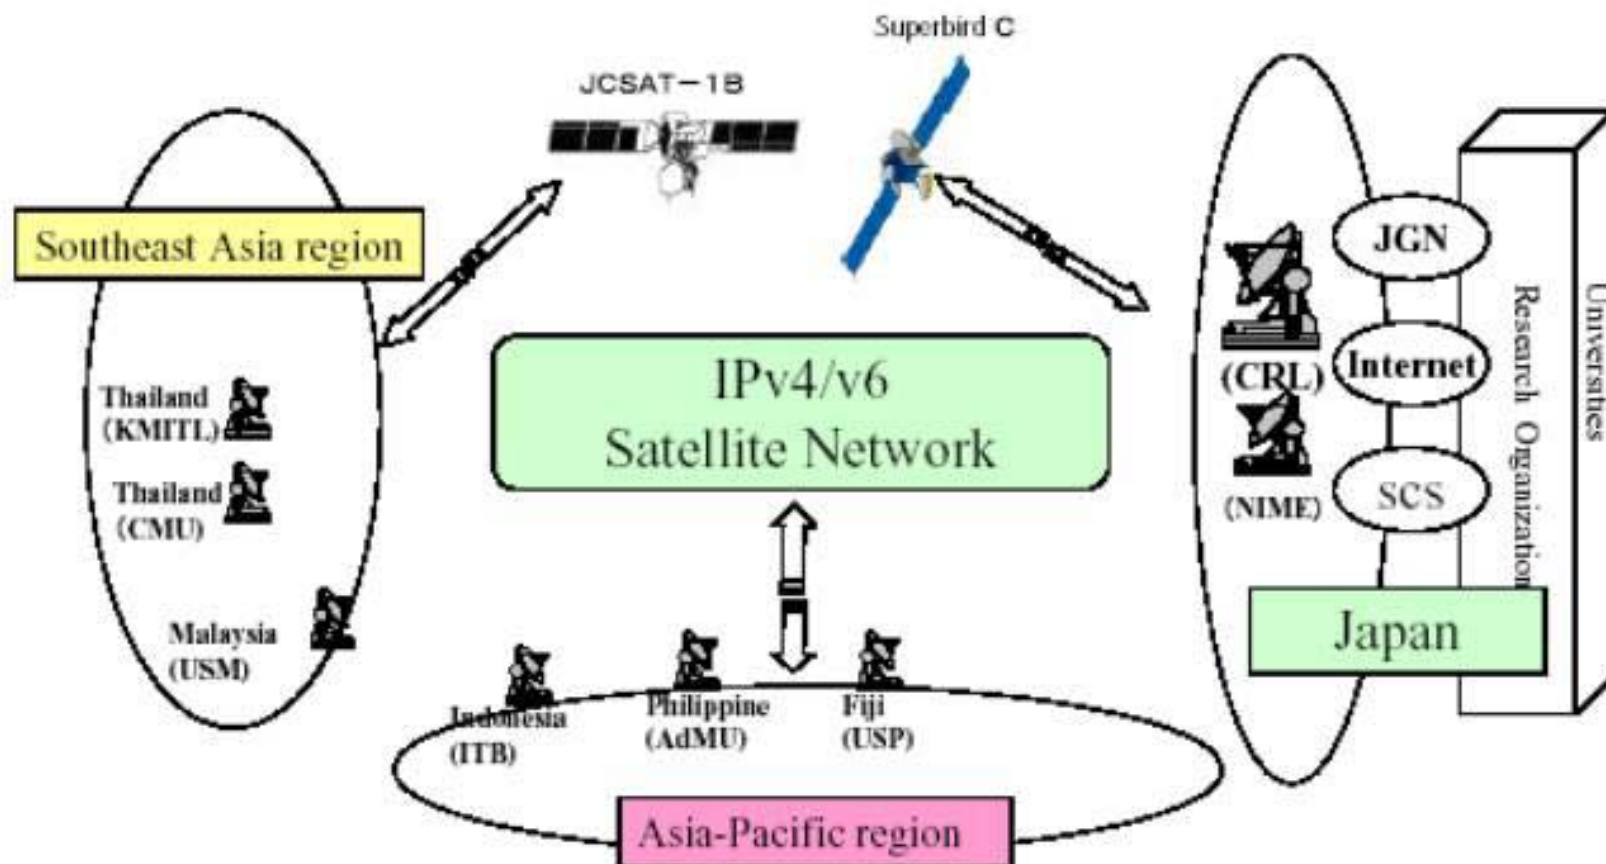 Superbird C
JCSAT-1B
Southeast Asia region
Thailand
(KMITL)
Thailand
(CMU)
Malaysia
(USM)
IPv4/v6
Satellite Network
Indonesia
(ITB)
Philippine
(AdMU)
Fiji
(USP)
Asia-Pacific region
(CRL)
(NIME)
JGN
Internet
SCS
Research Organization
Universities
Japan